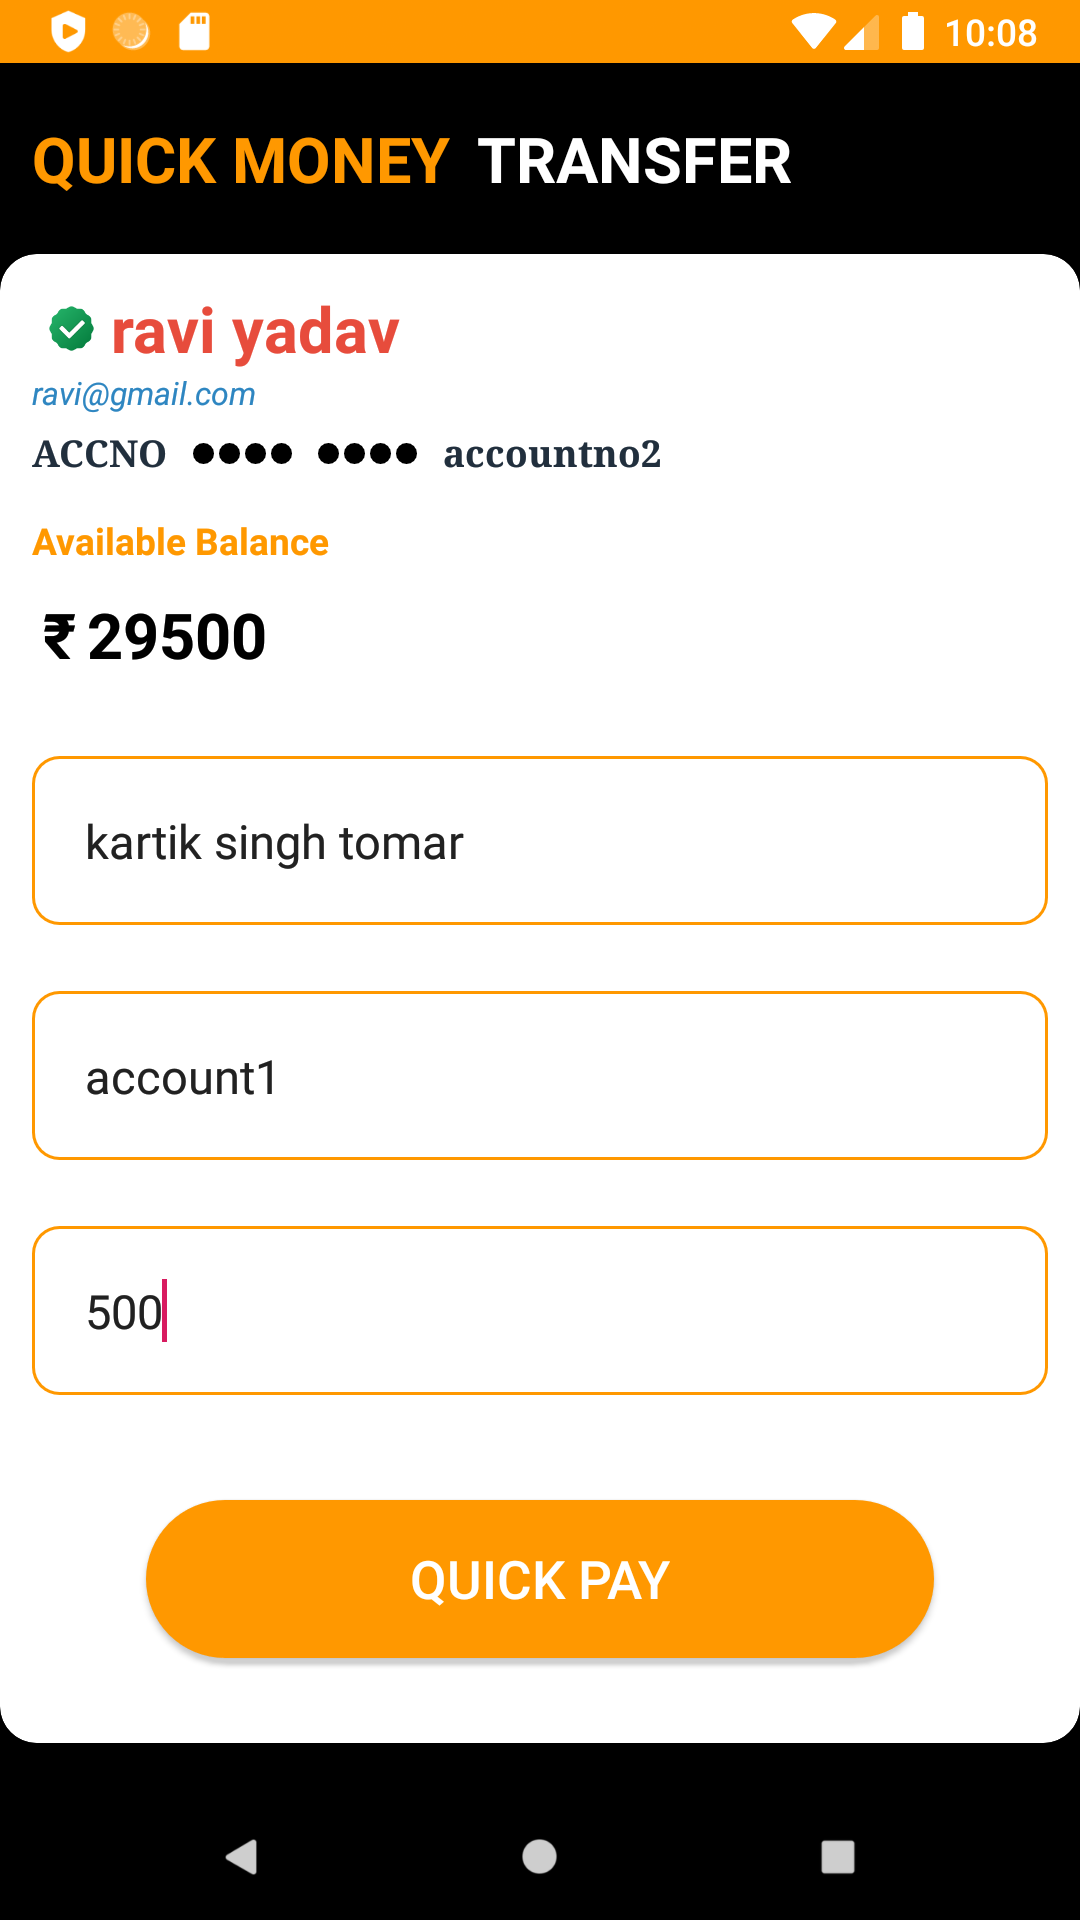 10:08
QUICK MONEY TRANSFER
ravi yadav
ravi@gmail.com
ACCNO ●●●● ●●●● accountno2
Available Balance
₹ 29500
kartik singh tomar
account1
500
QUICK PAY